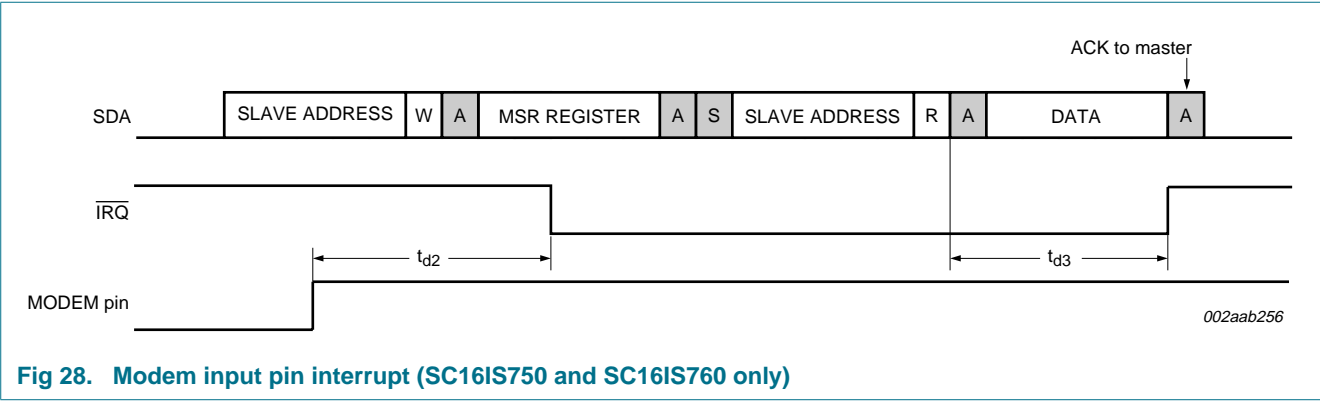 ACK to master
SDA SLAVE ADDRESS W A MSR REGISTER A S SLAVE ADDRESS R A DATA A
IRQ
td2 td3
MODEM pin
002aab256
Fig 28. Modem input pin interrupt (SC16IS750 and SC16IS760 only)